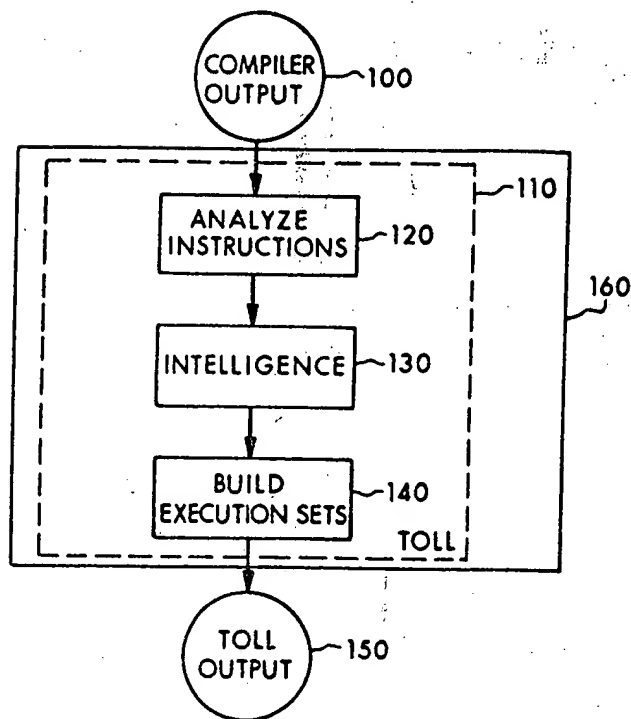 COMPILER
OUTPUT
100
110
ANALYZE
INSTRUCTIONS
120
160
INTELLIGENCE
130
BUILD
EXECUTION SETS
140
TOLL
TOLL
OUTPUT
150